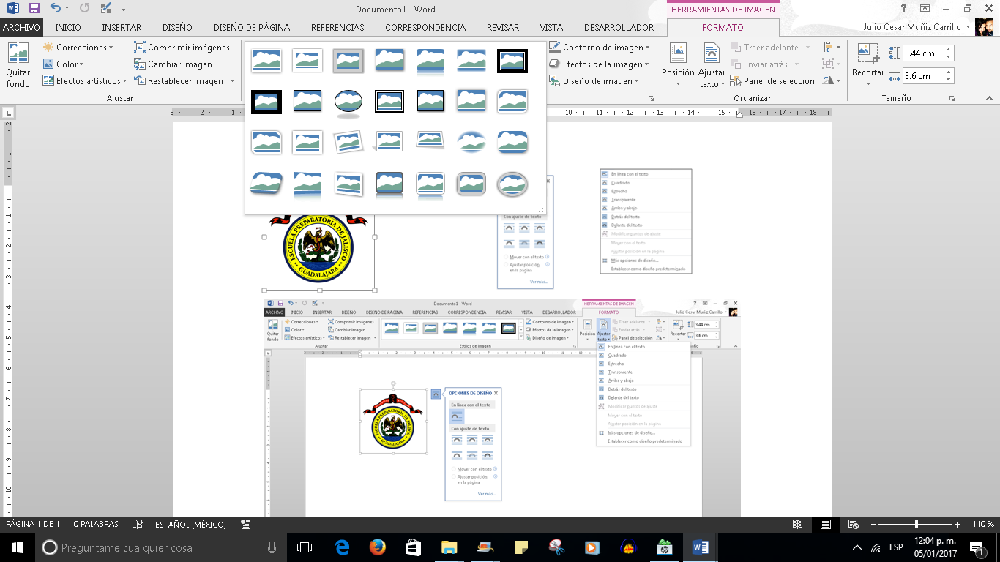 Documento1 - Word
HERRAMIENTAS DE IMAGEN
ARCHIVO INICIO INSERTAR DISEÑO DISEÑO DE PÁGINA REFERENCIAS CORRESPONDENCIA REVISAR VISTA DESARROLLADOR FORMATO Julio Cesar Muñiz Carrillo
Quitar fondo
Correcciones
Color
Efectos artísticos
Comprimir imágenes
Cambiar imagen
Restablecer imagen
Ajustar
Contorno de imagen
Efectos de la imagen
Diseño de imagen
Posición
Ajustar texto
Traer adelante
Enviar atrás
Panel de selección
Organizar
Recortar
3.44 cm
3.6 cm
Tamaño
3 2 1 10 11 12 13 14 15 16 17 18
ESCUELA PREPARATORIA DE JALISCO
GUADALAJARA
Con ajuste de texto
Mover con el texto
Ajustar posición
en la página
Ver más...
En línea con el texto
Cuadrado
Estrecho
Transparente
Arriba y abajo
Detrás del texto
Delante del texto
Modificar puntos de ajuste
Mover con el texto
Ajustar posición en la página
Más opciones de diseño...
Establecer como diseño predeterminado
Documento1 - Word
HERRAMIENTAS DE IMAGEN
ARCHIVO INICIO INSERTAR DISEÑO DISEÑO DE PÁGINA REFERENCIAS CORRESPONDENCIA REVISAR VISTA DESARROLLADOR FORMATO Julio Cesar Muñiz Carrillo
Quitar fondo
Correcciones
Color
Efectos artísticos
Comprimir imágenes
Cambiar imagen
Restablecer imagen
Ajustar
Estilos de imagen
Contorno de imagen
Efectos de la imagen
Diseño de imagen
Posición
Ajustar texto
Traer adelante
Enviar atrás
Panel de selección
Recortar
3.44 cm
3.6 cm
En línea con el texto
Cuadrado
Estrecho
Transparente
Arriba y abajo
Detrás del texto
Delante del texto
Modificar puntos de ajuste
Mover con el texto
Ajustar posición en la página
Más opciones de diseño...
Establecer como diseño predeterminado
ESCUELA PREPARATORIA DE JALISCO
GUADALAJARA
OPCIONES DE DISEÑO
En línea con el texto
Con ajuste de texto
Mover con el texto
Ajustar posición
en la página
Ver más...
PÁGINA 1 DE 1 0 PALABRAS ESPAÑOL (MÉXICO) 110 %
Pregúntame cualquier cosa
ESP
12:04 p. m.
05/01/2017